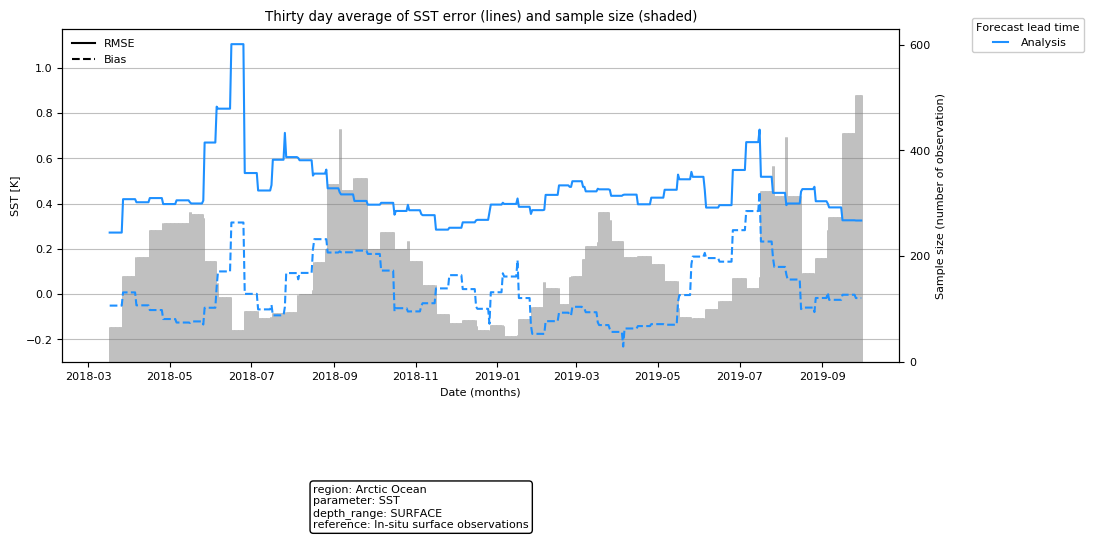 Thirty day average of SST error (lines) and sample size (shaded)
Forecast lead time
Analysis
RMSE
Bias
1.0
0.8
0.6
0.4
0.2
0.0
−0.2
SST [K]
600
400
200
0
Sample size (number of observation)
2018-03
2018-05
2018-07
2018-09
2018-11
2019-01
2019-03
2019-05
2019-07
2019-09
Date (months)
region: Arctic Ocean
parameter: SST
depth_range: SURFACE
reference: In-situ surface observations